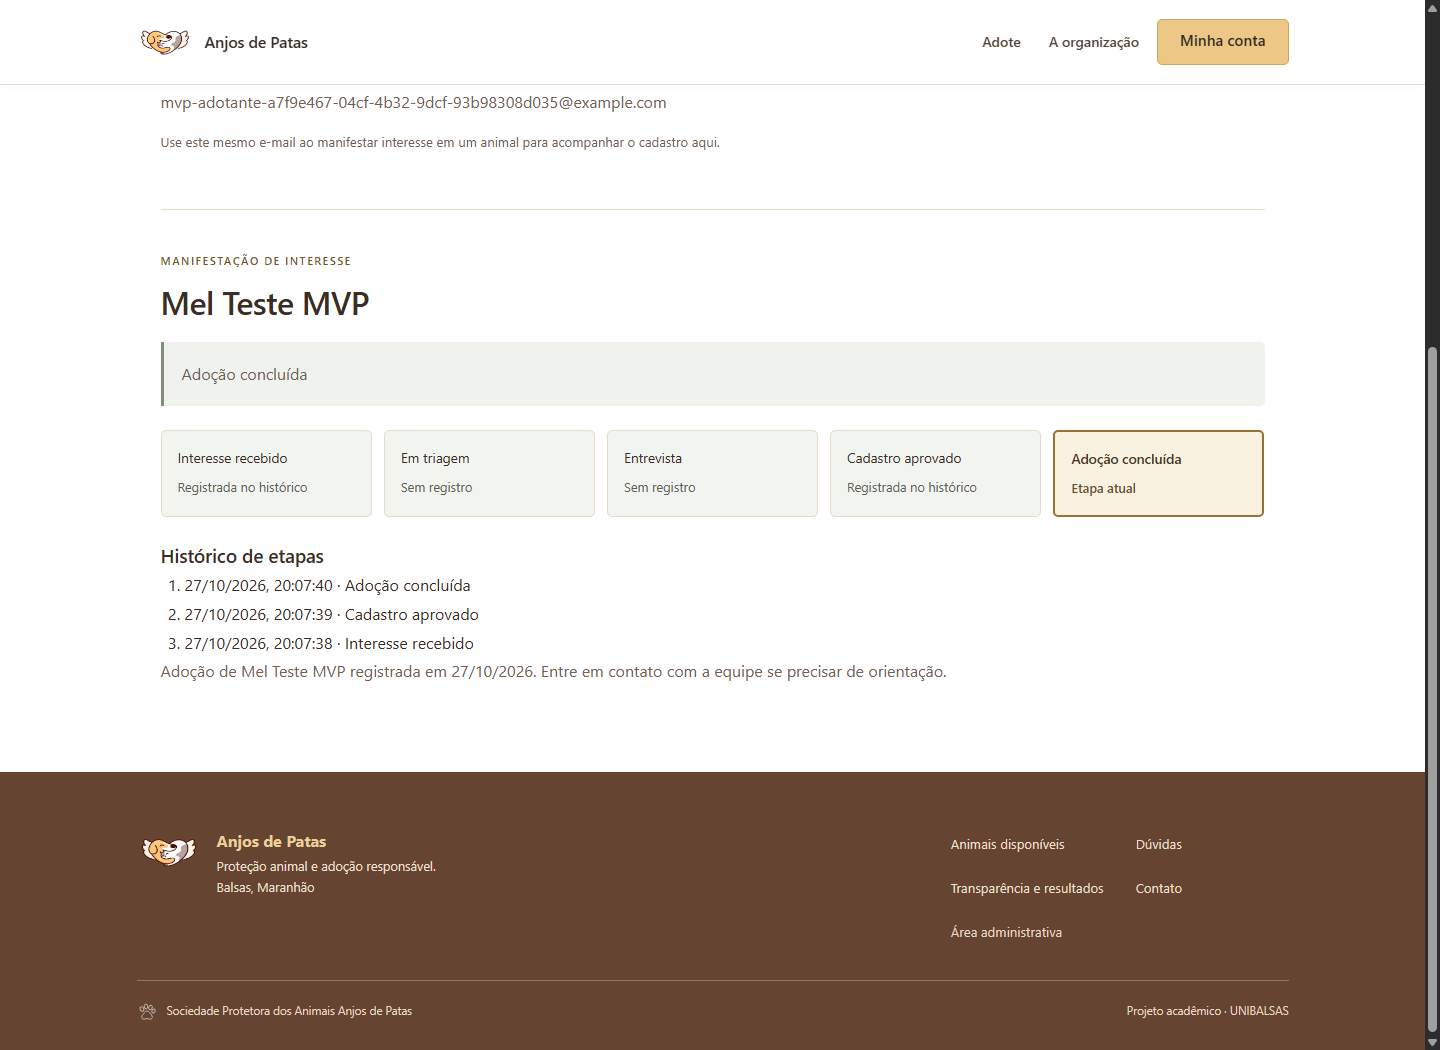 Anjos de Patas
Adote
A organização
Minha conta
mvp-adotante-a7f9e467-04cf-4b32-9dcf-93b98308d035@example.com
Use este mesmo e-mail ao manifestar interesse em um animal para acompanhar o cadastro aqui.
MANIFESTAÇÃO DE INTERESSE
Mel Teste MVP
Adoção concluída
Interesse recebido
Registrada no histórico
Em triagem
Sem registro
Entrevista
Sem registro
Cadastro aprovado
Registrada no histórico
Adoção concluída
Etapa atual
Histórico de etapas
1. 27/10/2026, 20:07:40 · Adoção concluída
2. 27/10/2026, 20:07:39 · Cadastro aprovado
3. 27/10/2026, 20:07:38 · Interesse recebido
Adoção de Mel Teste MVP registrada em 27/10/2026. Entre em contato com a equipe se precisar de orientação.
Anjos de Patas
Proteção animal e adoção responsável.
Balsas, Maranhão
Animais disponíveis
Dúvidas
Transparência e resultados
Contato
Área administrativa
Sociedade Protetora dos Animais Anjos de Patas
Projeto acadêmico · UNIBALSAS